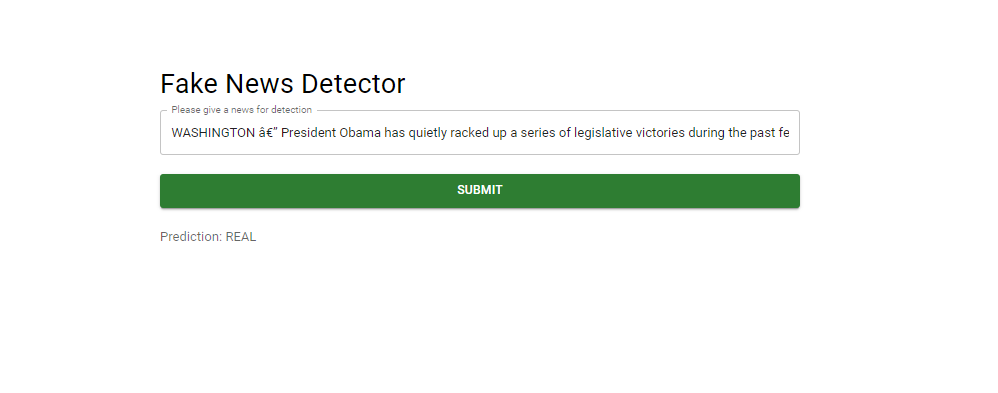 Fake News Detector
Please give a news for detection
WASHINGTON â€” President Obama has quietly racked up a series of legislative victories during the past fe
SUBMIT
Prediction: REAL